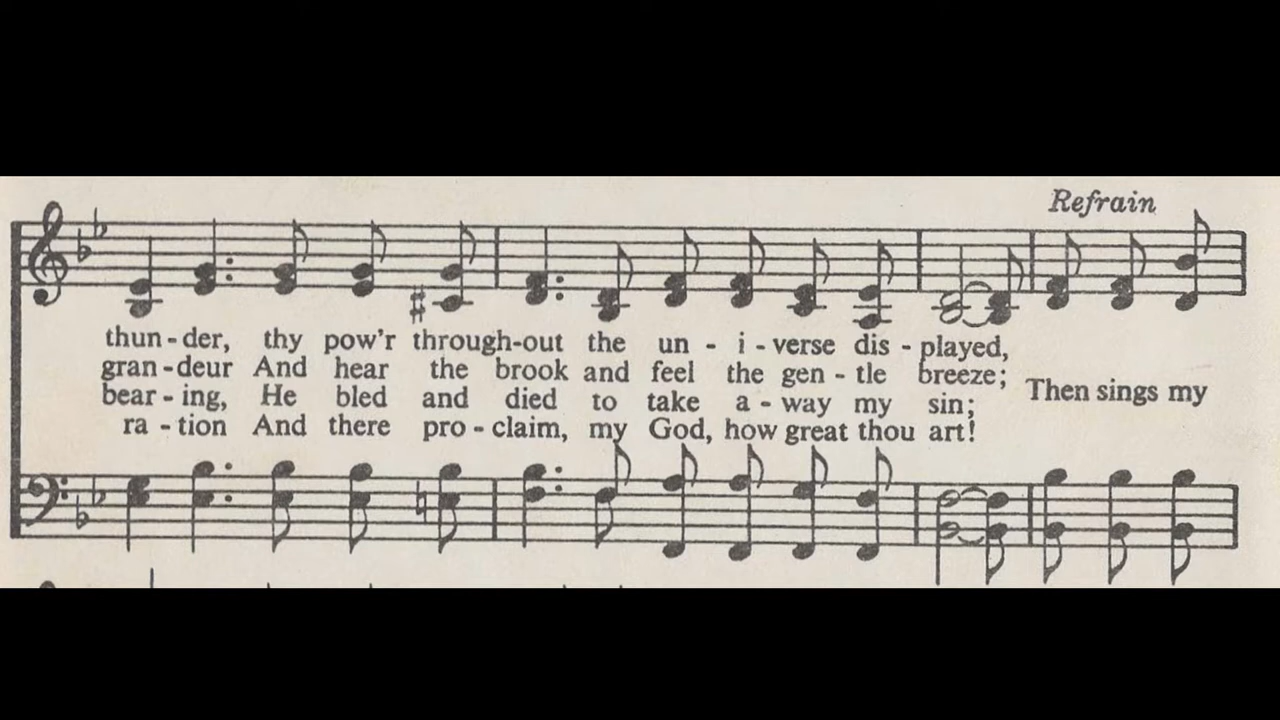 Refrain
thun - der, thy pow'r through-out the un - i - verse dis - played,
gran - deur And hear the brook and feel the gen - tle breeze; Then sings my
bear - ing, He bled and died to take a - way my sin;
ra - tion And there pro - claim, my God, how great thou art!